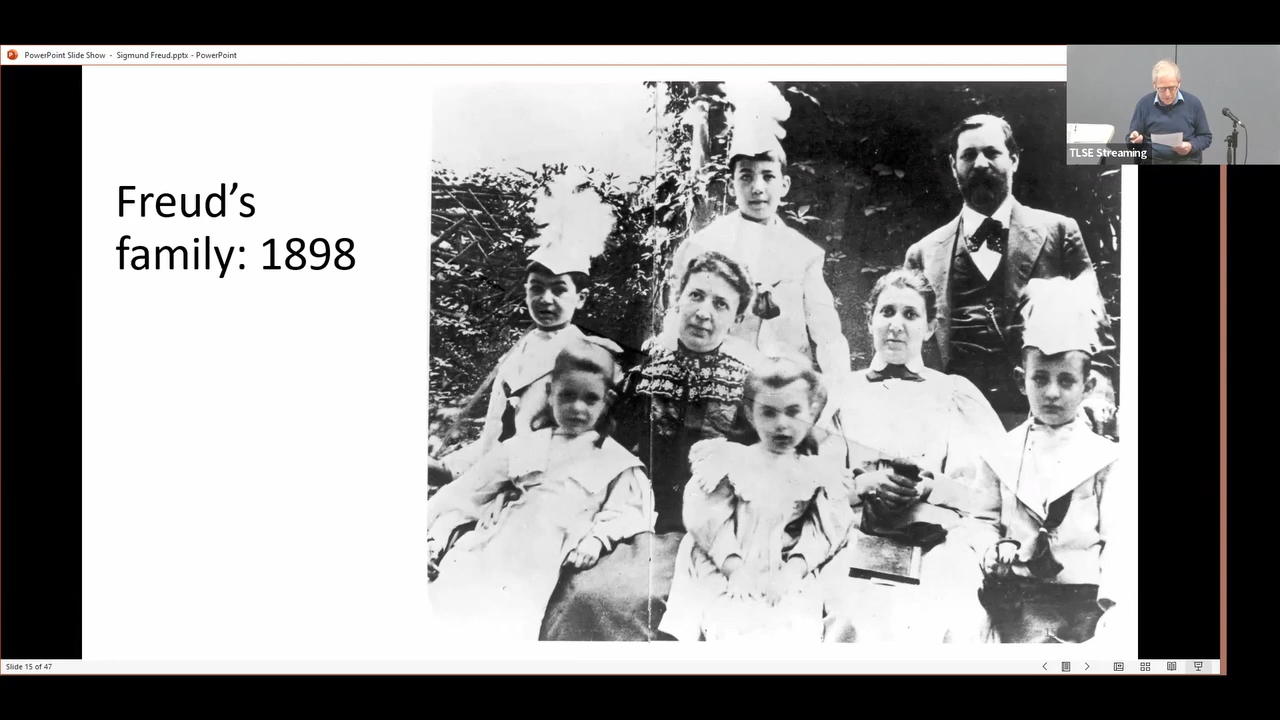 PowerPoint Slide Show - Sigmund Freud.pptx - PowerPoint
TLSE Streaming
Freud’s
family: 1898
Slide 15 of 47